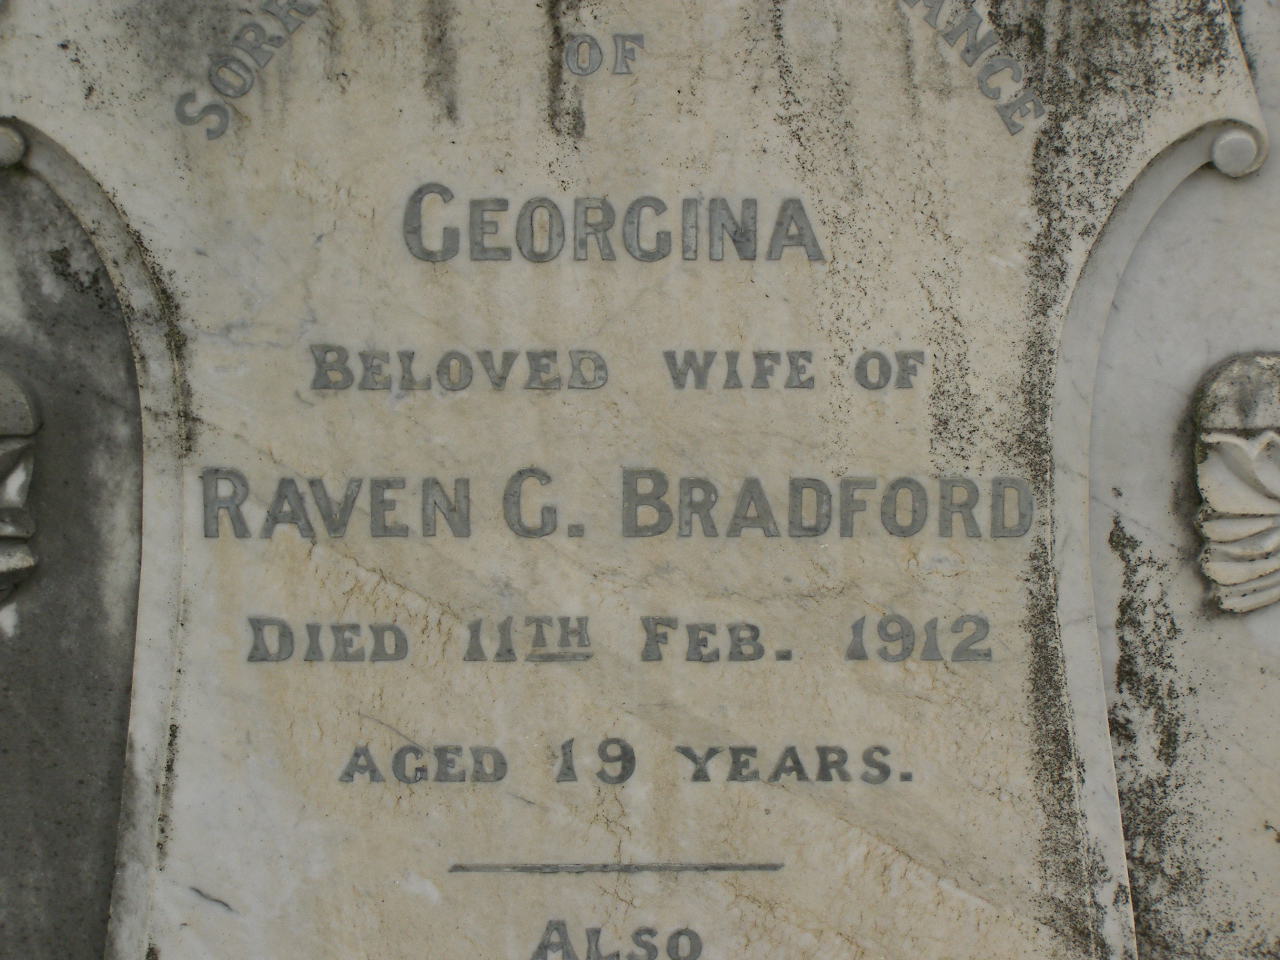 OF
GEORGINA
BELOVED WIFE OF
RAVEN G. BRADFORD
DIED 11TH FEB. 1912
AGED 19 YEARS.
ALSO